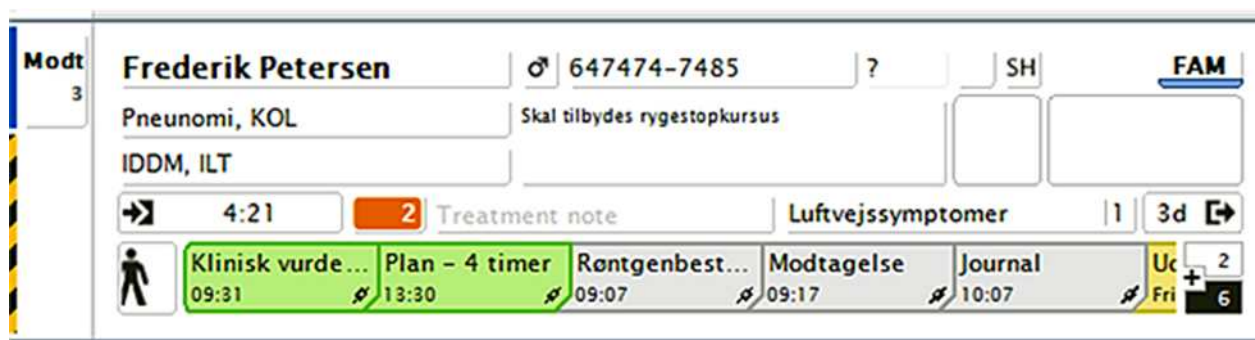 Modt Frederik Petersen ♂ 647474-7485 ? SH FAM
3
Pneunomi, KOL Skal tilbydes rygestopkursus
IDDM, ILT
4:21 2 Treatment note Luftvejssymptomer 1 3d
Klinisk vurde... Plan – 4 timer Røntgenbest... Modtagelse Journal 2
09:31 13:30 09:07 09:17 10:07 Fri + 6